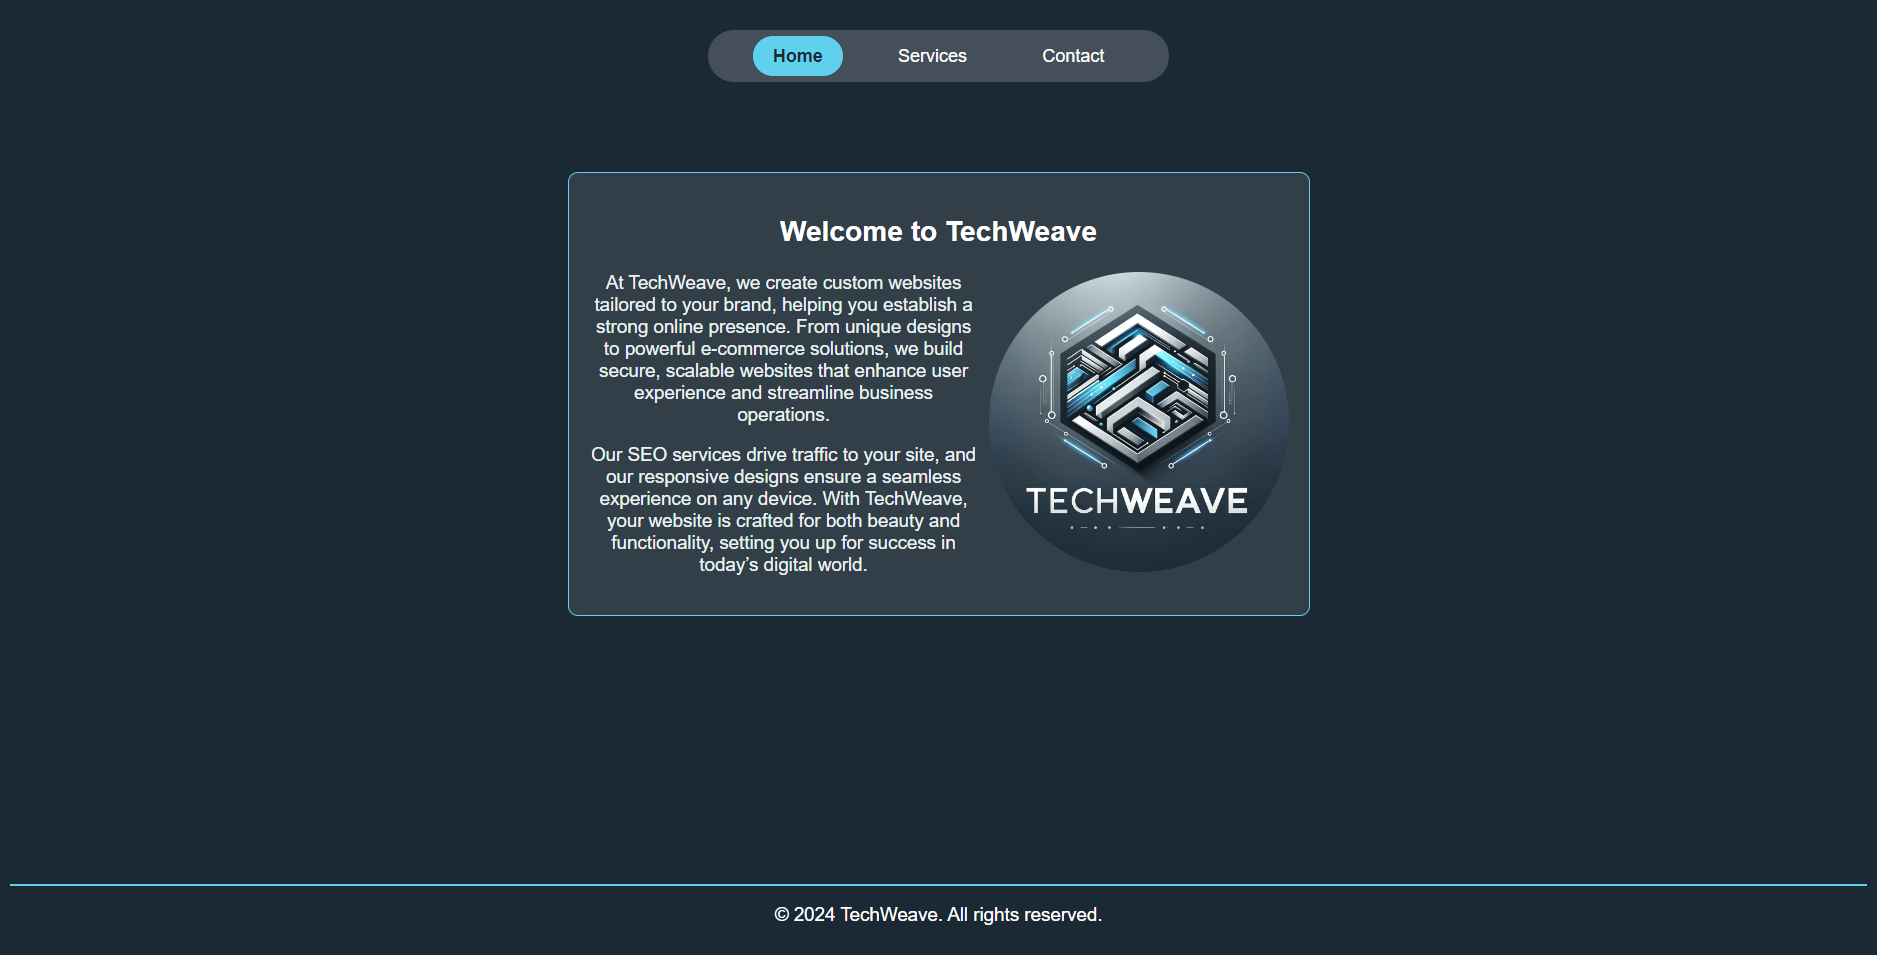 Home Services Contact
Welcome to TechWeave
At TechWeave, we create custom websites
tailored to your brand, helping you establish a
strong online presence. From unique designs
to powerful e-commerce solutions, we build
secure, scalable websites that enhance user
experience and streamline business
operations.
Our SEO services drive traffic to your site, and
our responsive designs ensure a seamless
experience on any device. With TechWeave,
your website is crafted for both beauty and
functionality, setting you up for success in
today’s digital world.
TECHWEAVE
© 2024 TechWeave. All rights reserved.